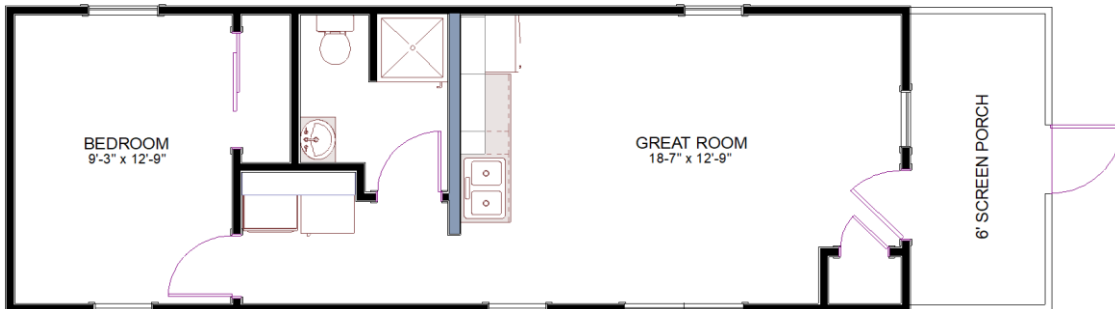 BEDROOM
9'-3" x 12'-9"
GREAT ROOM
18-7" x 12'-9"
6' SCREEN PORCH